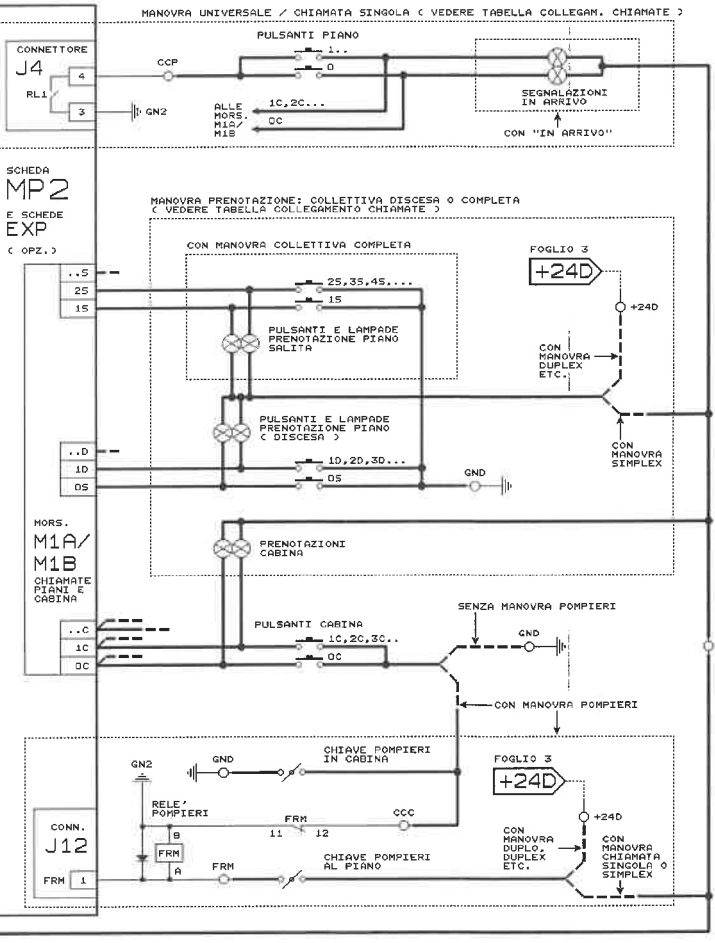 MANOVRA UNIVERSALE / CHIAMATA SINGOLA ( VEDERE TABELLA COLLEGAM. CHIAMATE )
CONNETTORE
J4
4
RL1
3
CCP
GN2
PULSANTI PIANO
1..
0
ALLE
MORS.
M1A/
M1B
1C,2C...
0C
SEGNALAZIONI
IN ARRIVO
CON "IN ARRIVO"
SCHEDA
MP2
E SCHEDE
EXP
( OPZ.)
MANOVRA PRENOTAZIONE: COLLETTIVA DISCESA O COMPLETA
( VEDERE TABELLA COLLEGAMENTO CHIAMATE )
CON MANOVRA COLLETTIVA COMPLETA
..S
2S
1S
2S,3S,4S,....
1S
PULSANTI E LAMPADE
PRENOTAZIONE PIANO
SALITA
FOGLIO 3
+24D
+24D
CON
MANOVRA
DUPLEX
ETC.
PULSANTI E LAMPADE
PRENOTAZIONE PIANO
( DISCESA )
CON
MANOVRA
SIMPLEX
..D
1D
0S
1D,2D,3D...
0S
GND
MORS.
M1A/
M1B
CHIAMATE
PIANI E
CABINA
PRENOTAZIONI
CABINA
..C
1C
0C
PULSANTI CABINA
1C,2C,3C..
0C
SENZA MANOVRA POMPIERI
GND
CON MANOVRA POMPIERI
GN2
GND
CHIAVE POMPIERI
IN CABINA
FOGLIO 3
+24D
RELE'
POMPIERI
FRM
11 12
CCC
+24D
CONN.
J12
FRM 1
B
FRM
A
FRM
CHIAVE POMPIERI
AL PIANO
CON
MANOVRA
DUPLO,
DUPLEX
ETC.
CON
MANOVRA
CHIAMATA
SINGOLA O
SIMPLEX